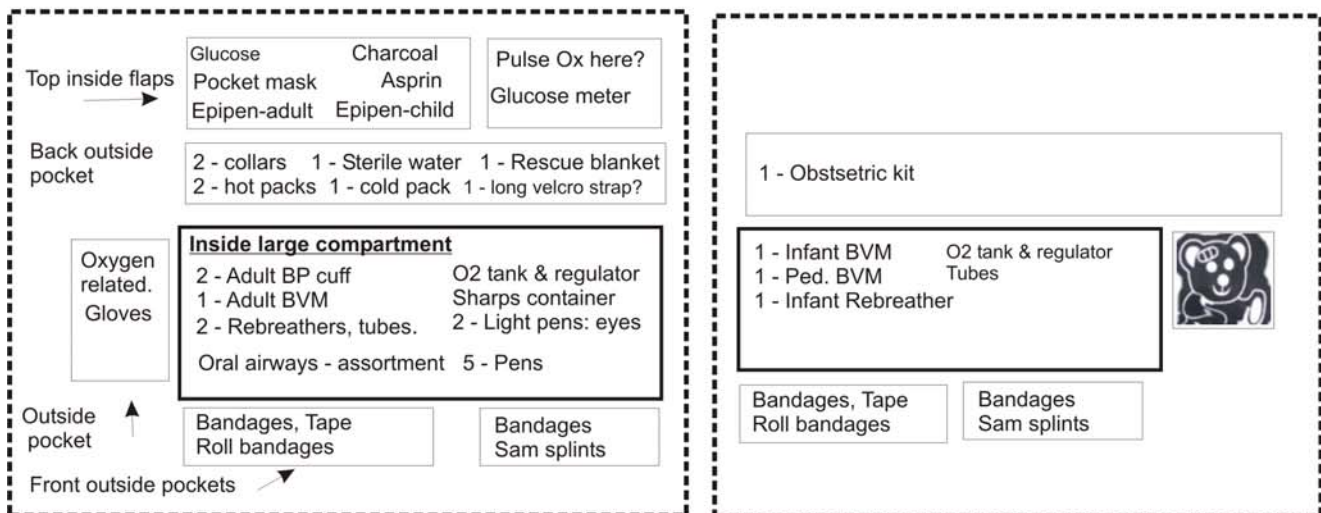 Top inside flaps
Glucose Charcoal
Pocket mask Asprin
Epipen-adult Epipen-child
Pulse Ox here?
Glucose meter
Back outside
pocket
2 - collars 1 - Sterile water 1 - Rescue blanket
2 - hot packs 1 - cold pack 1 - long velcro strap?
Oxygen
related.
Gloves
Inside large compartment
2 - Adult BP cuff O2 tank & regulator
1 - Adult BVM Sharps container
2 - Rebreathers, tubes. 2 - Light pens: eyes
Oral airways - assortment 5 - Pens
Outside
pocket
Bandages, Tape
Roll bandages
Bandages
Sam splints
Front outside pockets
1 - Obstsetric kit
1 - Infant BVM O2 tank & regulator
1 - Ped. BVM Tubes
1 - Infant Rebreather
Bandages, Tape
Roll bandages
Bandages
Sam splints